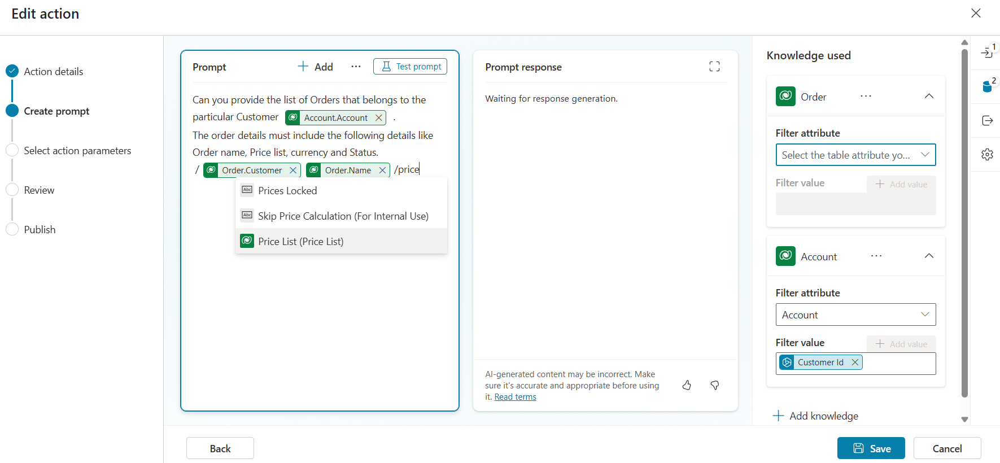 Edit action
Action details
Create prompt
Select action parameters
Review
Publish
Prompt
Add
Test prompt
Can you provide the list of Orders that belongs to the
particular Customer Account.Account .
The order details must include the following details like
Order name, Price list, currency and Status.
/ Order.Customer Order.Name /price
Abc Prices Locked
Abc Skip Price Calculation (For Internal Use)
Price List (Price List)
Prompt response
Waiting for response generation.
AI-generated content may be incorrect. Make
sure it's accurate and appropriate before using
it. Read terms
Knowledge used
Order
Filter attribute
Select the table attribute yo...
Filter value
Add value
Account
Filter attribute
Account
Filter value
Add value
Customer Id
Add knowledge
1
2
Back
Save
Cancel